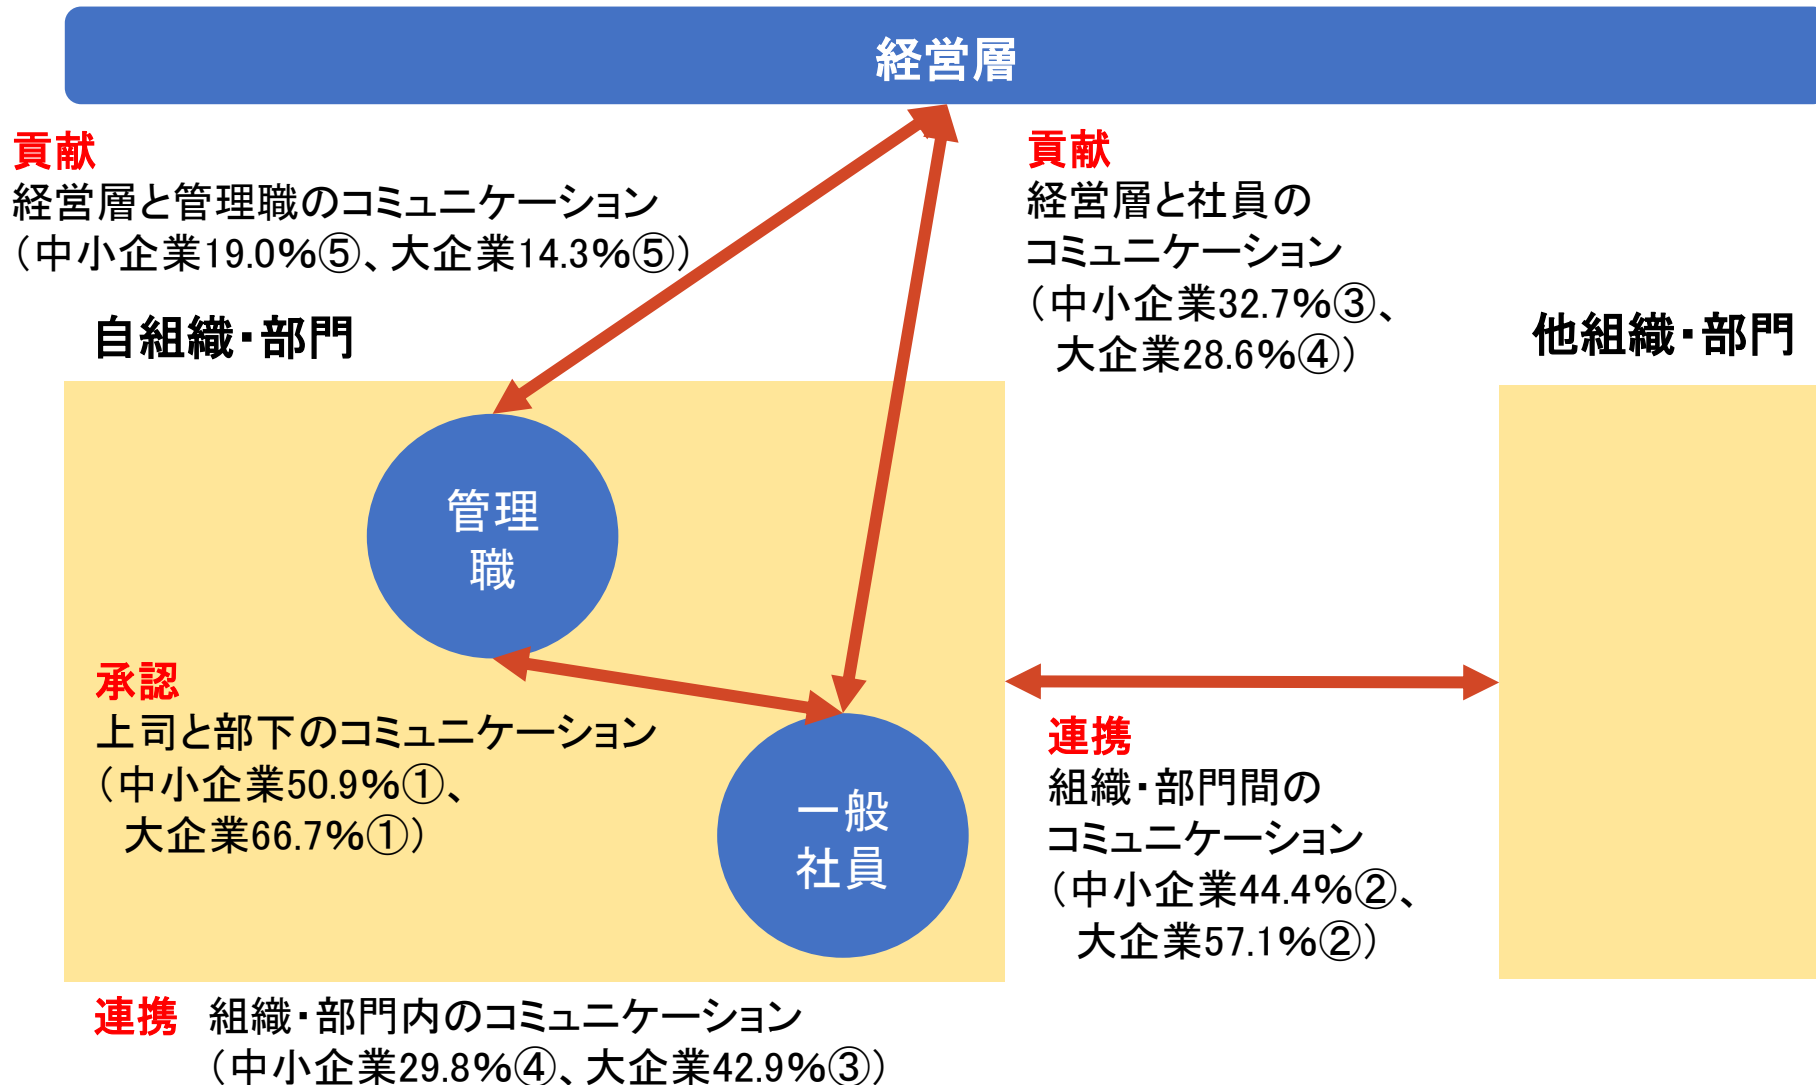 経営層
貢献
経営層と管理職のコミュニケーション
（中小企業19.0%⑤、大企業14.3%⑤）
貢献
経営層と社員の
コミュニケーション
（中小企業32.7%③、
大企業28.6%④）
自組織・部門
他組織・部門
管理
職
承認
上司と部下のコミュニケーション
（中小企業50.9%①、
大企業66.7%①）
一般
社員
連携
組織・部門間の
コミュニケーション
（中小企業44.4%②、
大企業57.1%②）
連携 組織・部門内のコミュニケーション
（中小企業29.8%④、大企業42.9%③）